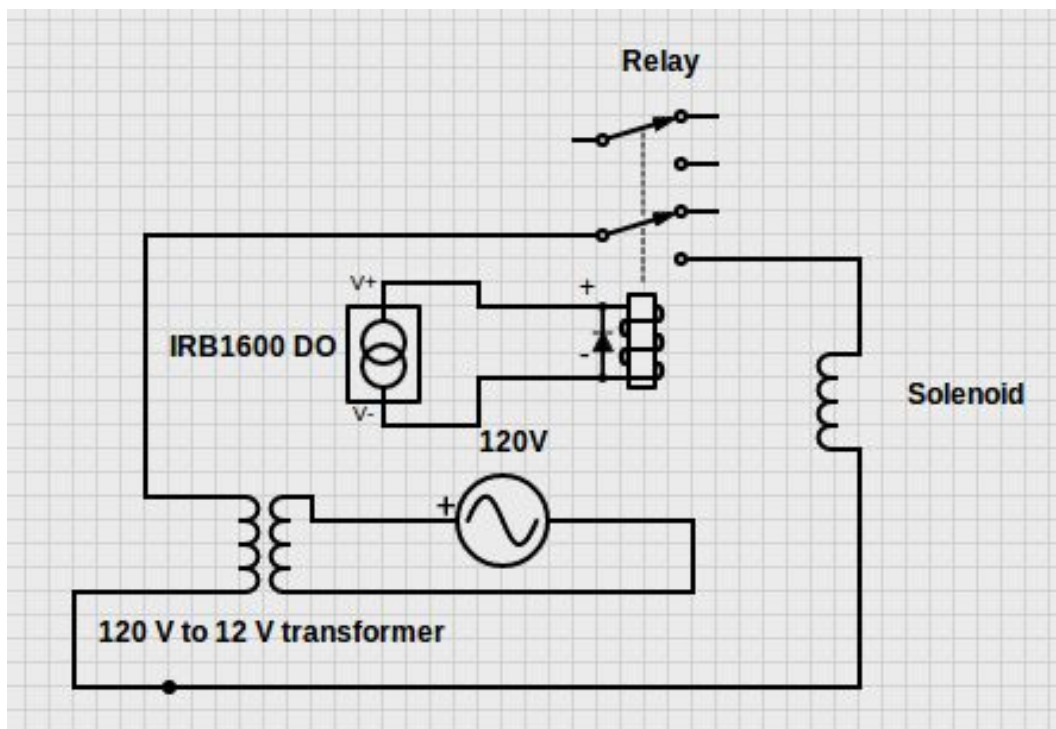 Relay
V+
+
IRB1600 DO
-
V-
Solenoid
120V
+
120 V to 12 V transformer